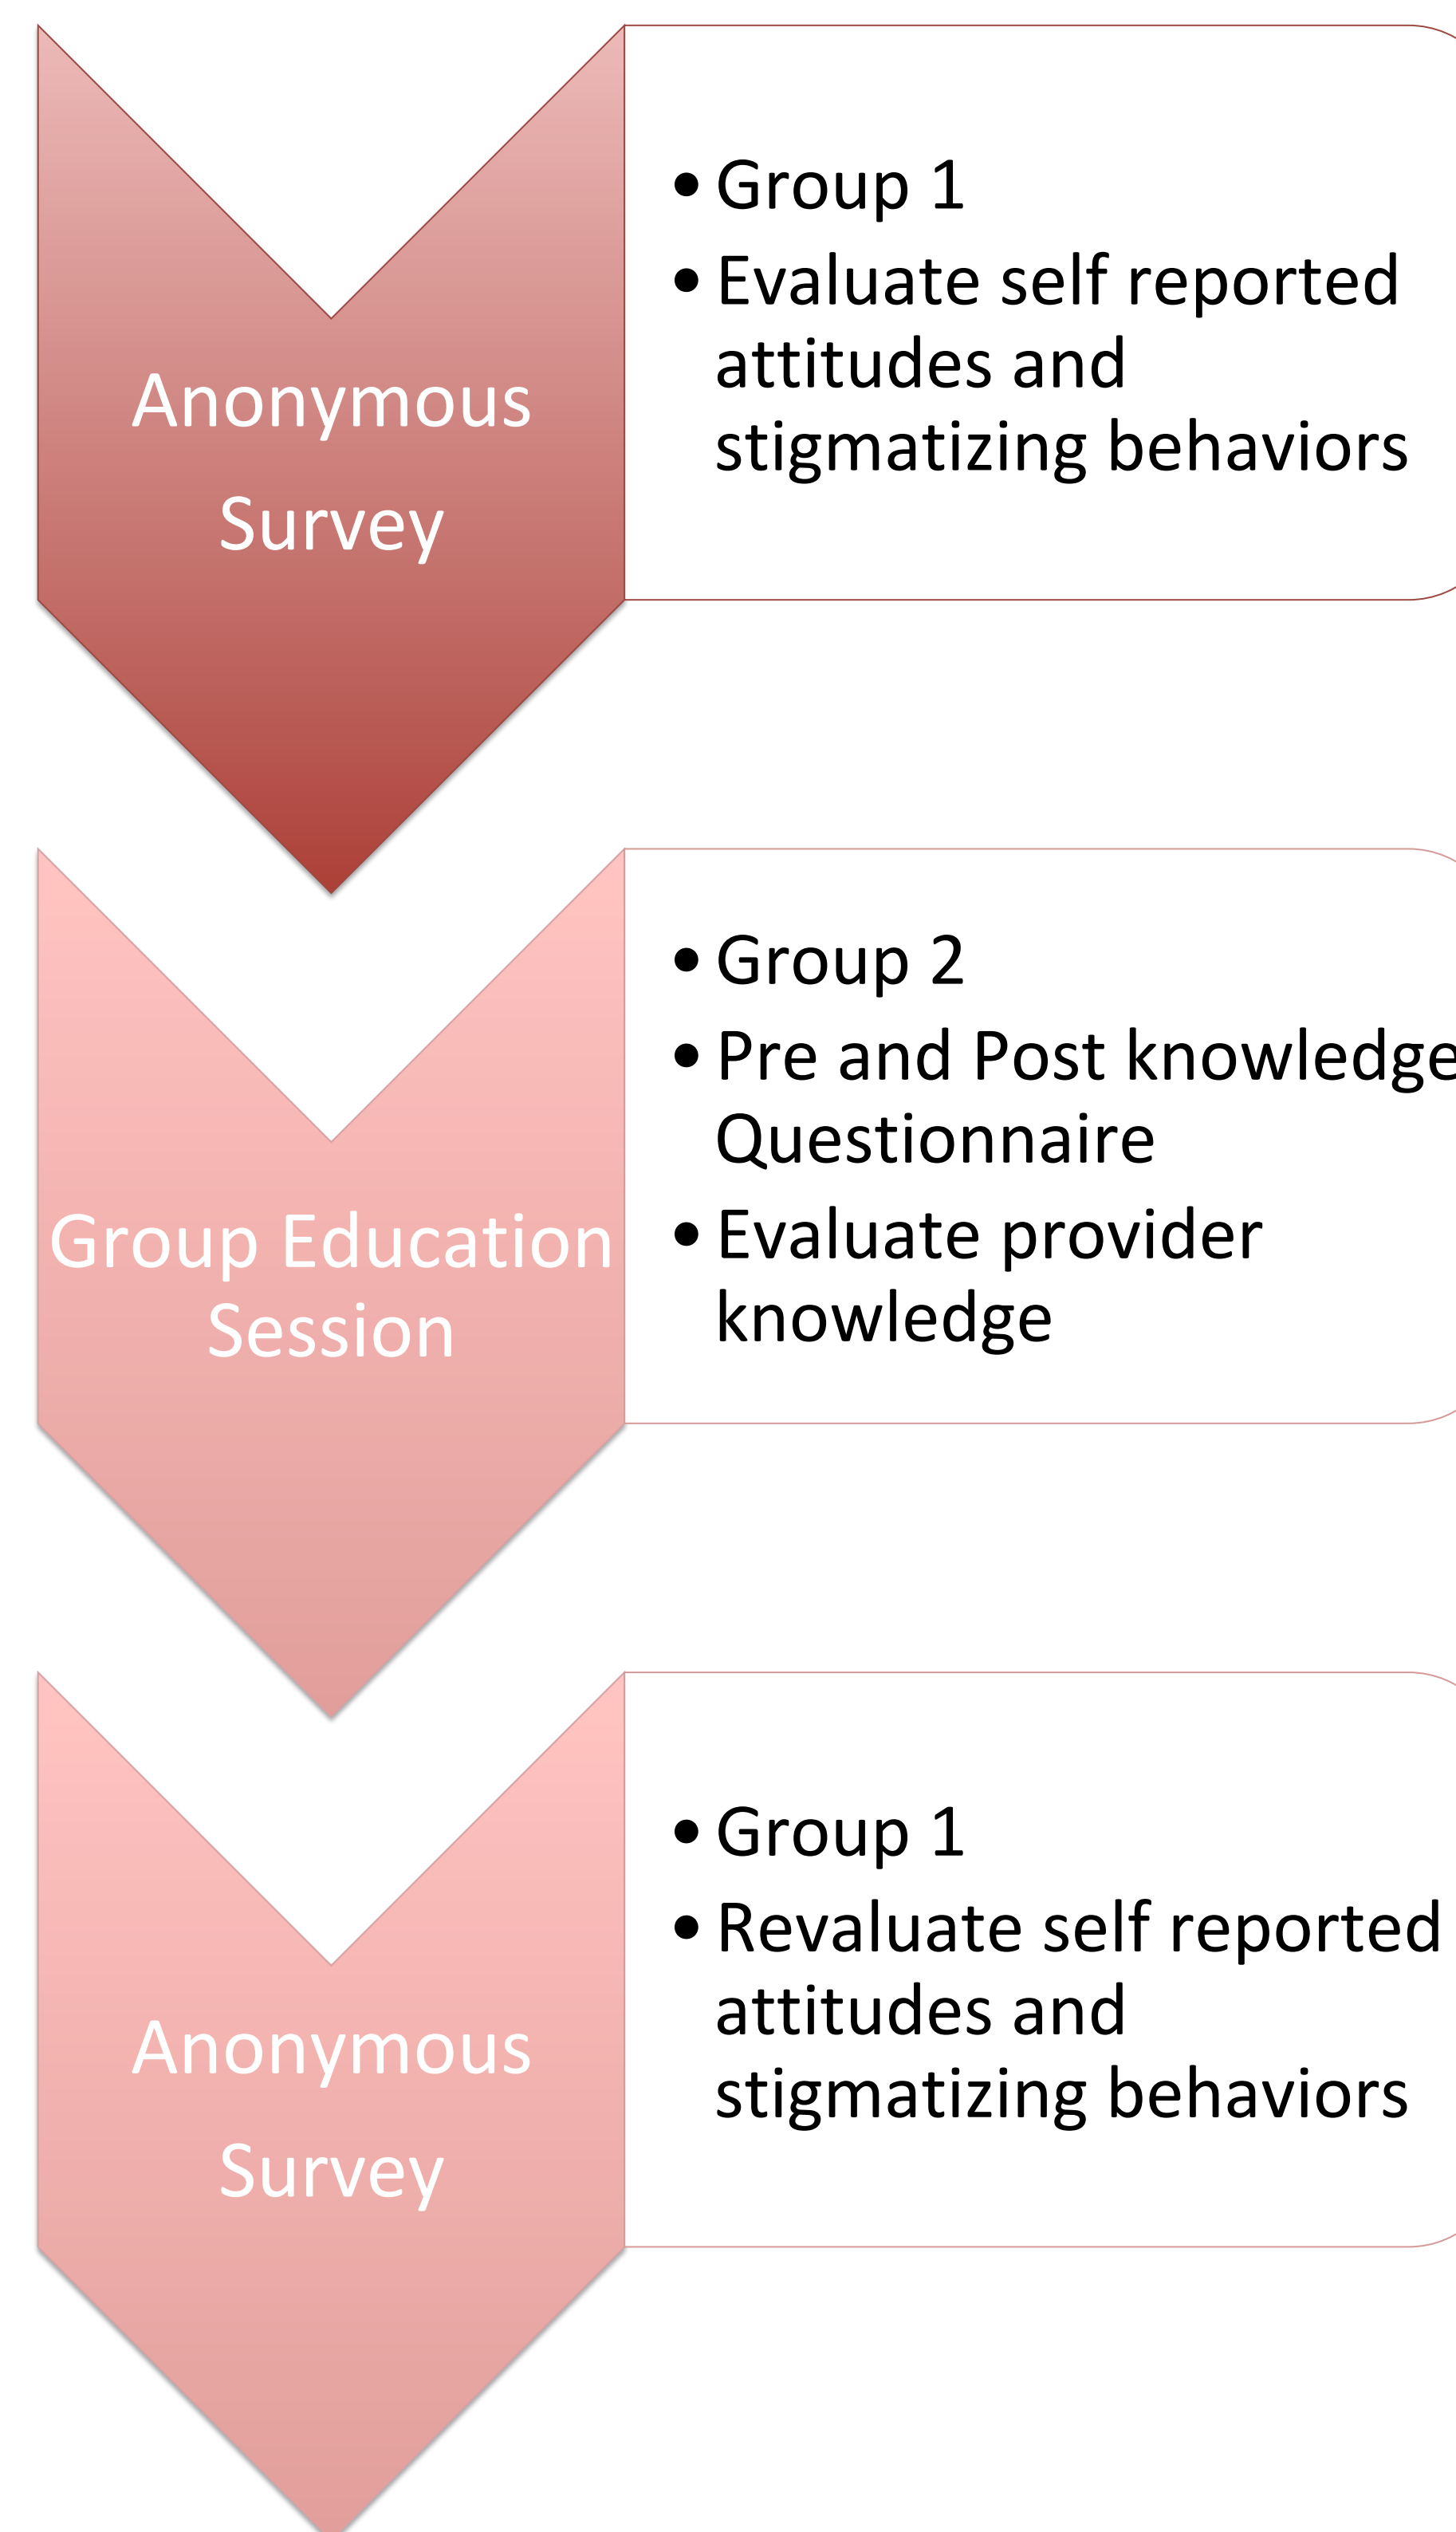 Anonymous
Survey
• Group 1
• Evaluate self reported
attitudes and
stigmatizing behaviors
Group Education
Session
• Group 2
• Pre and Post knowledge
Questionnaire
• Evaluate provider
knowledge
Anonymous
Survey
• Group 1
• Revaluate self reported
attitudes and
stigmatizing behaviors